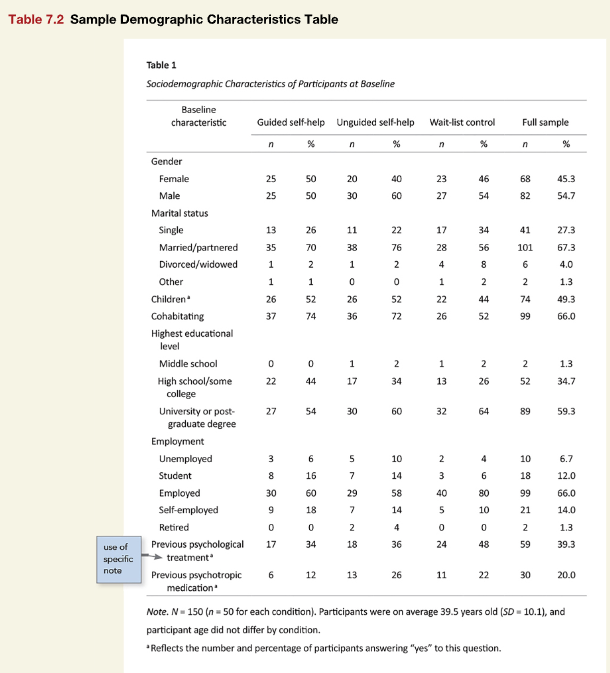 Table 7.2 Sample Demographic Characteristics Table
Table 1
Sociodemographic Characteristics of Participants at Baseline
Baseline characteristic Guided self-help Unguided self-help Wait-list control Full sample
n % n % n % n %
Gender
Female 25 50 20 40 23 46 68 45.3
Male 25 50 30 60 27 54 82 54.7
Marital status
Single 13 26 11 22 17 34 41 27.3
Married/partnered 35 70 38 76 28 56 101 67.3
Divorced/widowed 1 2 1 2 4 8 6 4.0
Other 1 1 0 0 1 2 2 1.3
Children a 26 52 26 52 22 44 74 49.3
Cohabitating 37 74 36 72 26 52 99 66.0
Highest educational
level
Middle school 0 0 1 2 1 2 2 1.3
High school/some 22 44 17 34 13 26 52 34.7
college
University or post- 27 54 30 60 32 64 89 59.3
graduate degree
Employment
Unemployed 3 6 5 10 2 4 10 6.7
Student 8 16 7 14 3 6 18 12.0
Employed 30 60 29 58 40 80 99 66.0
Self-employed 9 18 7 14 5 10 21 14.0
Retired 0 0 2 4 0 0 2 1.3
Previous psychological 17 34 18 36 24 48 59 39.3
treatment a
use of
specific
note
Previous psychotropic 6 12 13 26 11 22 30 20.0
medication a
Note. N = 150 (n = 50 for each condition). Participants were on average 39.5 years old (SD = 10.1), and
participant age did not differ by condition.
a Reflects the number and percentage of participants answering "yes" to this question.